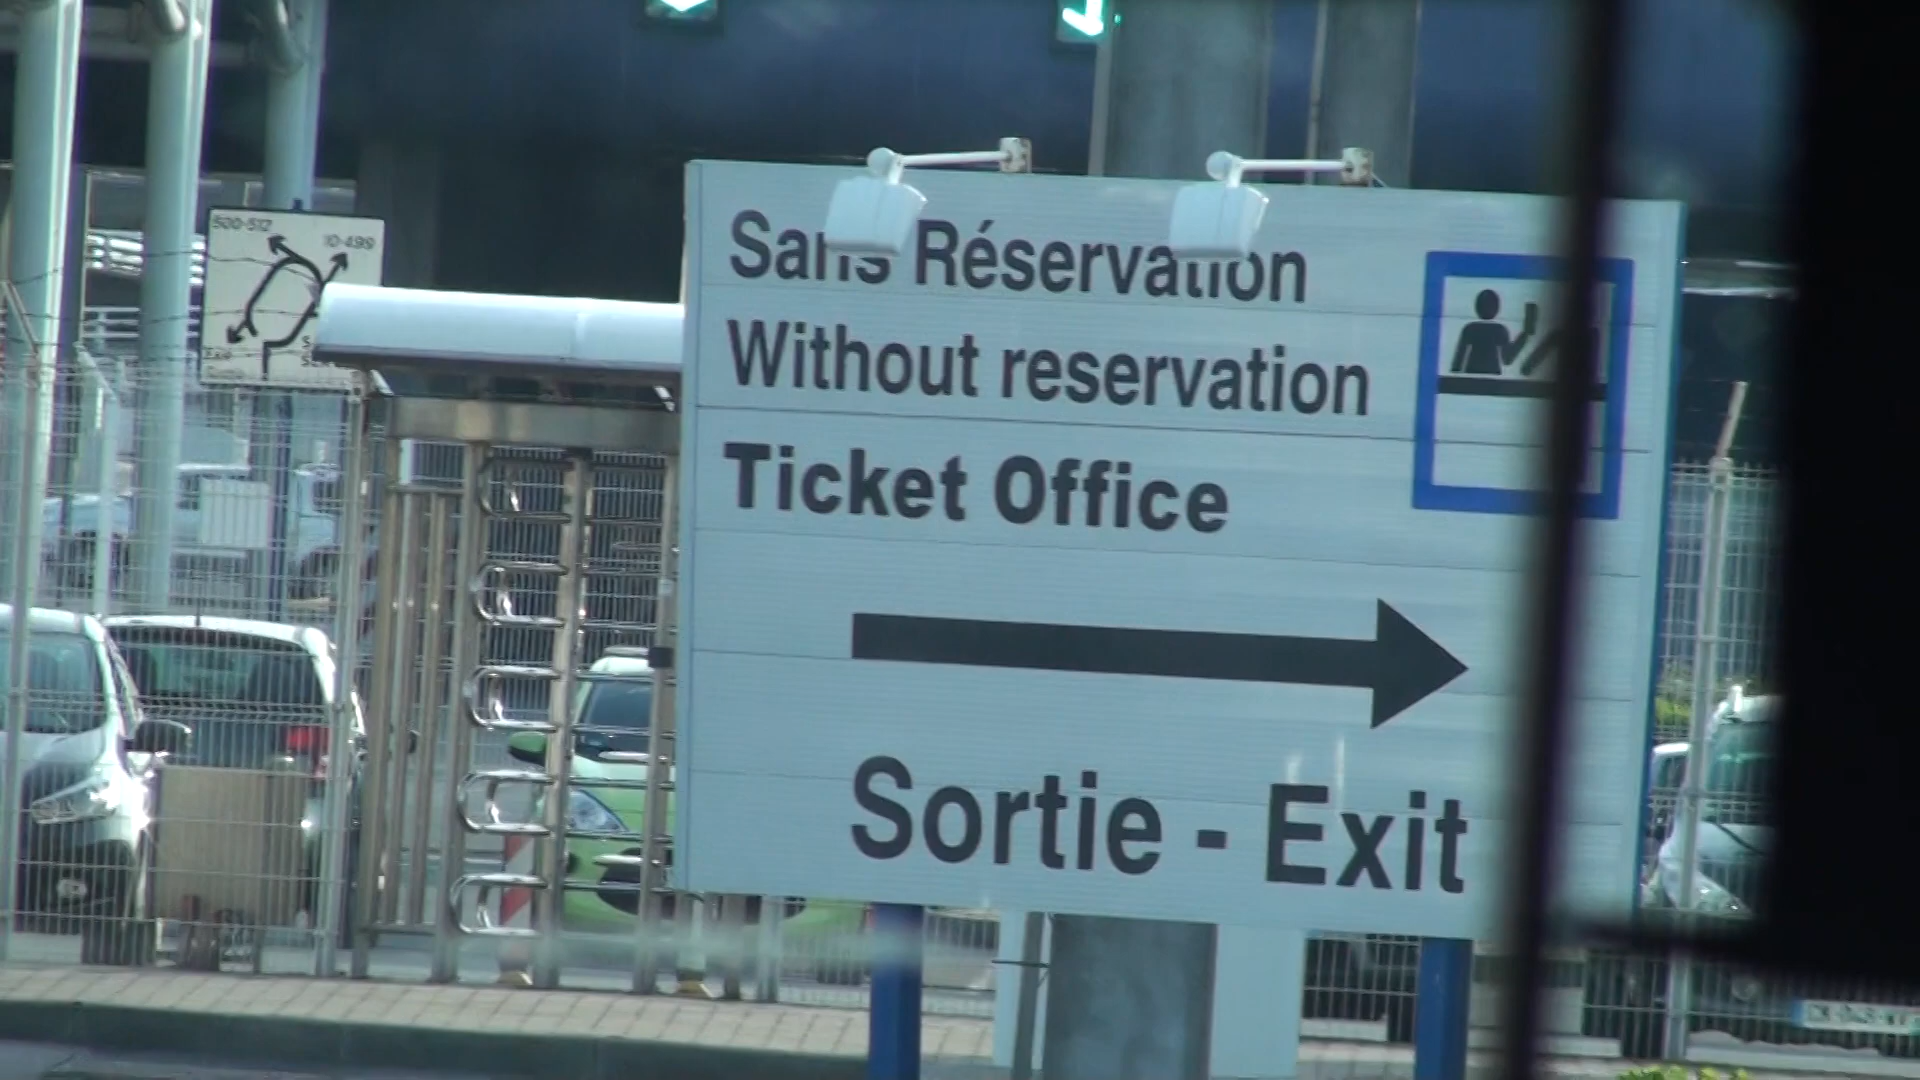 500-512
10-499
Sans Réservation
Without reservation
Ticket Office
Sortie - Exit